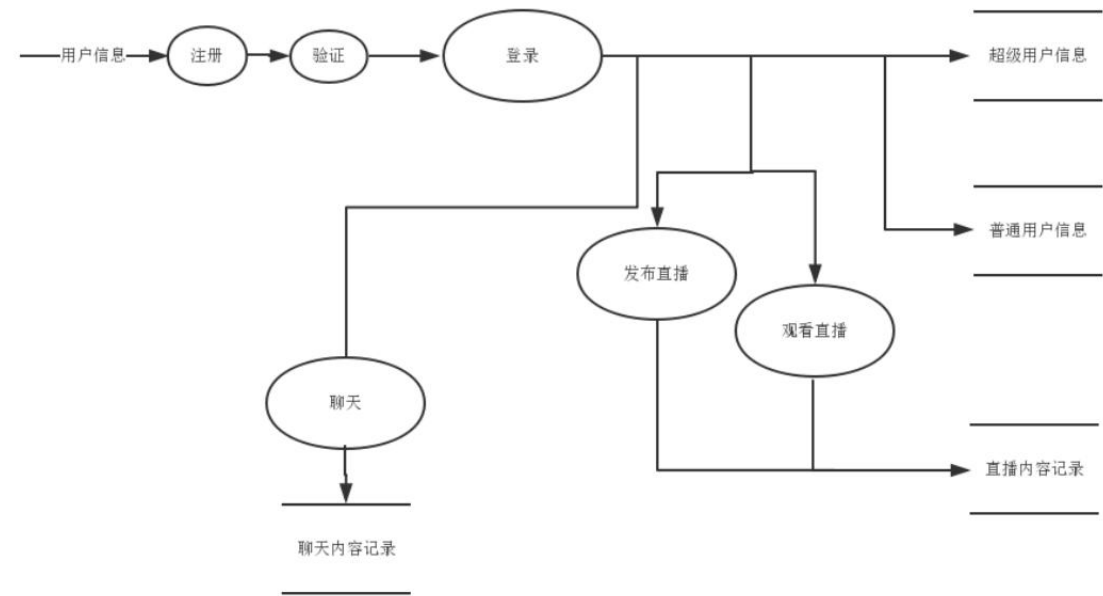 用户信息
注册
验证
登录
超级用户信息
普通用户信息
发布直播
观看直播
聊天
直播内容记录
聊天内容记录